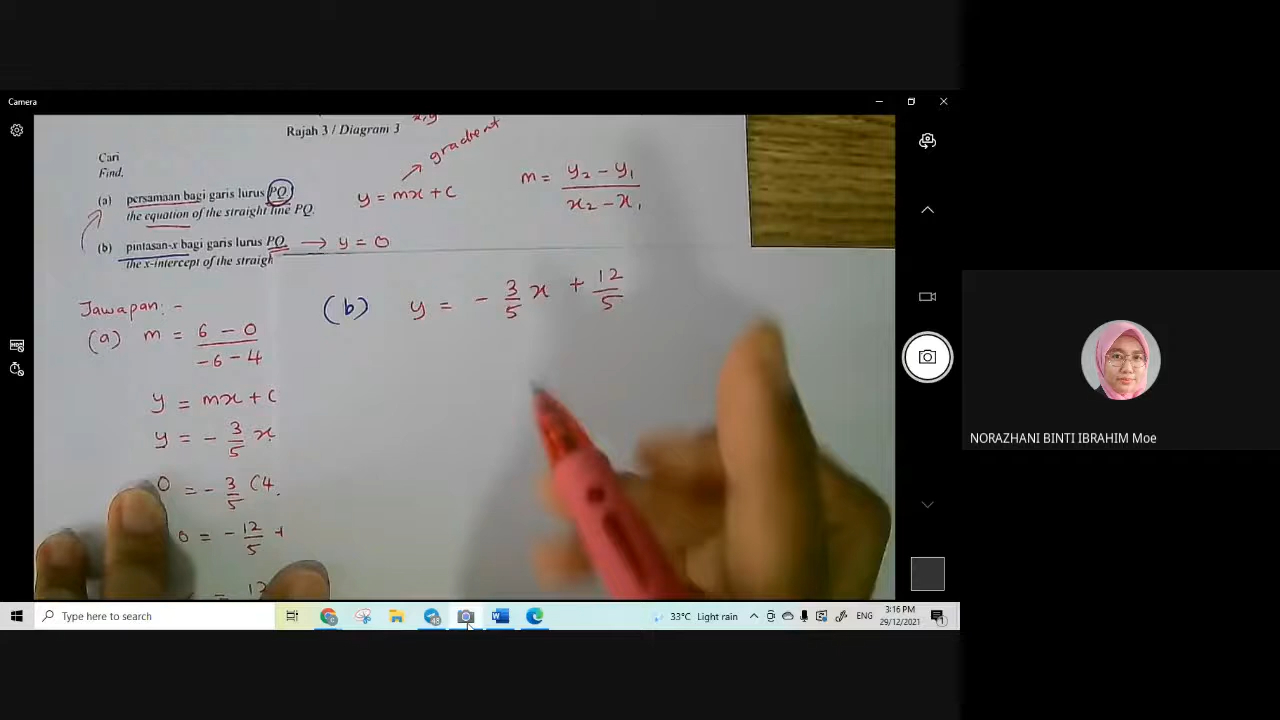 Camera
Rajah 3 / Diagram 3
x,y
Cari
Find,
gradient
(a) persamaan bagi garis lurus PQ.
the equation of the straight line PQ.
y = mx + c
m = y₂ - y₁ / x₂ - x₁
(b) pintasan-x bagi garis lurus PQ. → y = 0
the x-intercept of the straigh
Jawapan: -
(a) m = 6 - 0 / -6 - 4
y = mx + c
y = - 3/5 x
0 = - 3/5 (4
0 = - 12/5 +
= 12
(b) y = - 3/5 x + 12/5
NORAZHANI BINTI IBRAHIM Moe
Type here to search
33°C Light rain
ENG
3:16 PM
29/12/2021